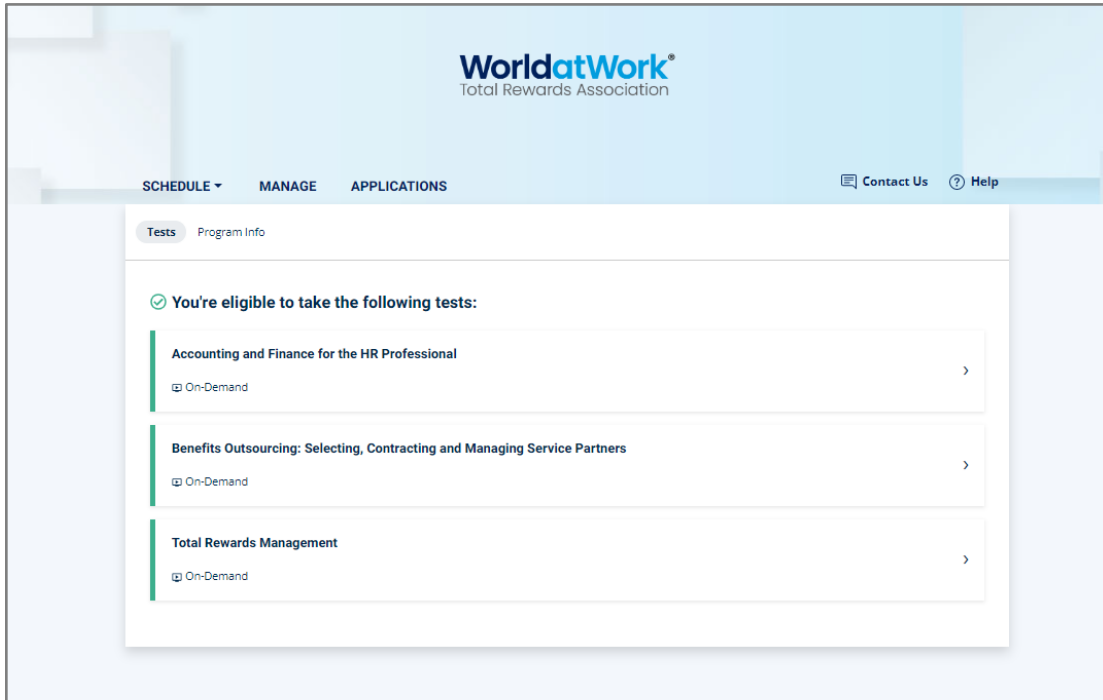 WorldatWork®
Total Rewards Association
SCHEDULE MANAGE APPLICATIONS Contact Us Help
Tests Program Info
You're eligible to take the following tests:
Accounting and Finance for the HR Professional
On-Demand
Benefits Outsourcing: Selecting, Contracting and Managing Service Partners
On-Demand
Total Rewards Management
On-Demand